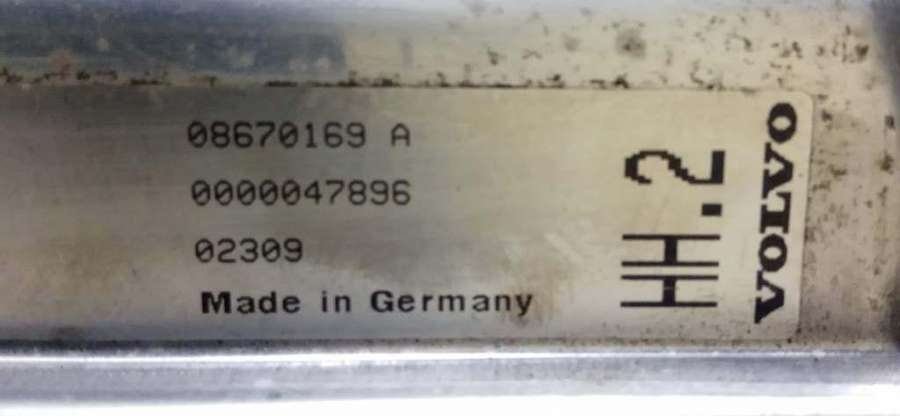 08670169 A
0000047896
02309
Made in Germany
HH.2
VOLVO